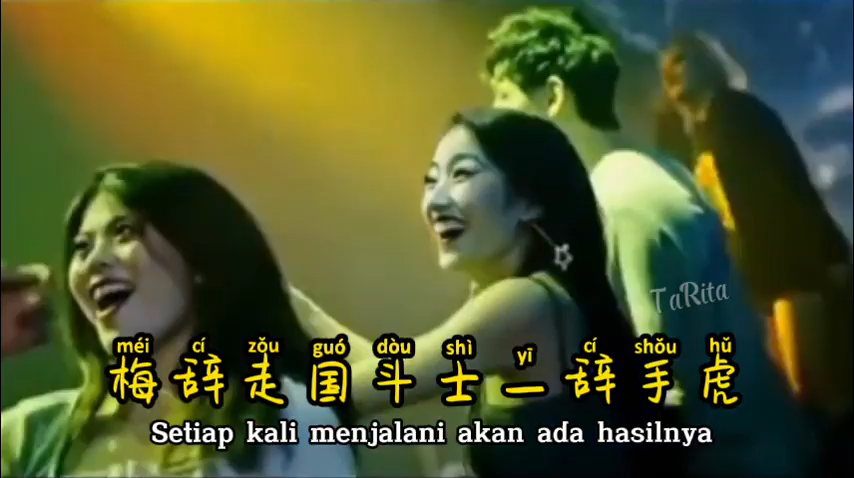 TaRita
méi cí zǒu guó dòu shì yī cí shǒu hǔ
梅辞走国斗士一辞手虎
Setiap kali menjalani akan ada hasilnya